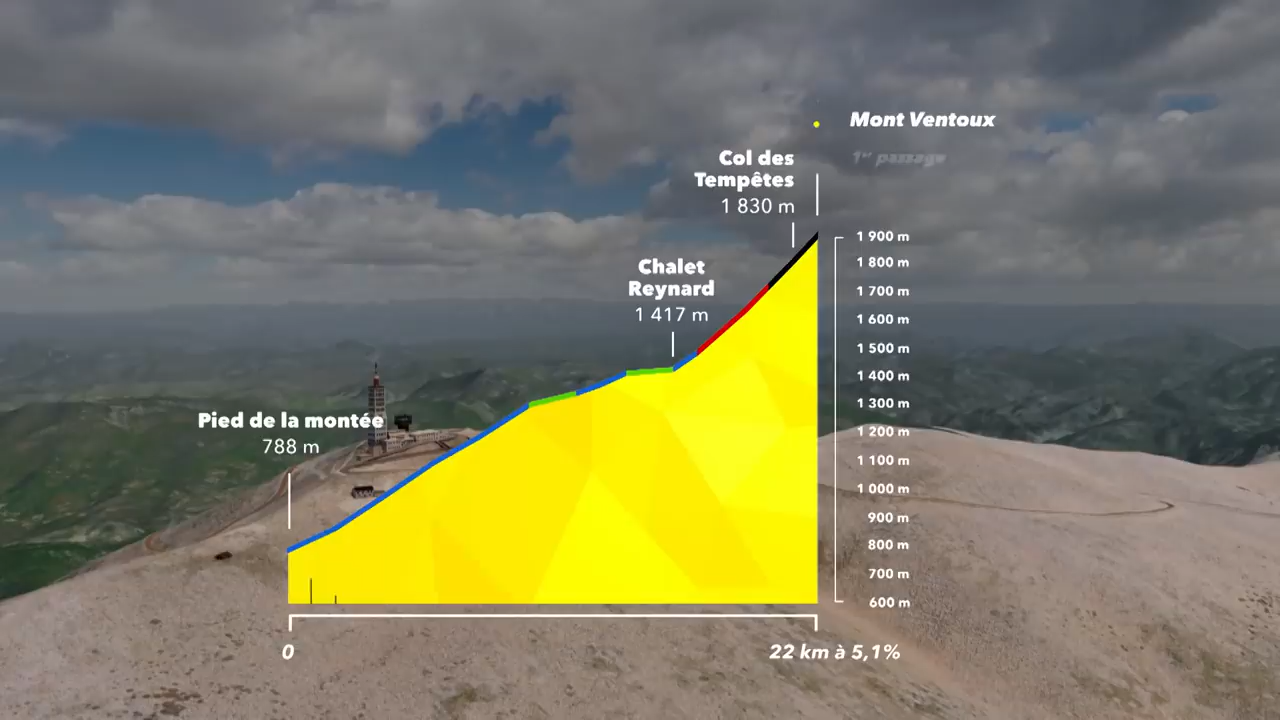 Mont Ventoux
1er passage
Col des
Tempêtes
1 830 m
Chalet
Reynard
1 417 m
Pied de la montée
788 m
1 900 m
1 800 m
1 700 m
1 600 m
1 500 m
1 400 m
1 300 m
1 200 m
1 100 m
1 000 m
900 m
800 m
700 m
600 m
0
22 km à 5,1%